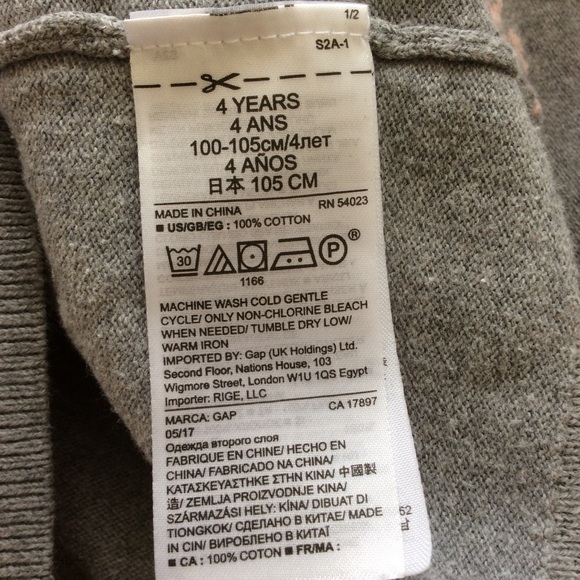 1/2
S2A-1
4 YEARS
4 ANS
100-105см/4лет
4 AÑOS
日本 105 CM
MADE IN CHINA RN 54023
■ US/GB/EG : 100% COTTON
30 P ®
1166
MACHINE WASH COLD GENTLE
CYCLE/ ONLY NON-CHLORINE BLEACH
WHEN NEEDED/ TUMBLE DRY LOW/
WARM IRON
IMPORTED BY: Gap (UK Holdings) Ltd.
Second Floor, Nations House, 103
Wigmore Street, London W1U 1QS Egypt
Importer: RIGE, LLC
MARCA: GAP CA 17897
05/17
Одежда второго слоя
FABRIQUE EN CHINE/ HECHO EN
CHINA/ FABRICADO NA CHINA/
ΚΑΤΑΣΚΕΥΑΣΤΗΚΕ ΣΤΗΝ ΚΙΝΑ/ 中國製
造/ ZEMLJA PROIZVODNJE KINA/
SZÁRMAZÁSI HELY: KÍNA/ DIBUAT DI
TIONGKOK/ СДЕЛАНО В КИТАЕ/ MADE
IN CIN/ ВИРОБЛЕНО В КИТАЇ
■ CA : 100% COTTON ■ FR/MA :
52